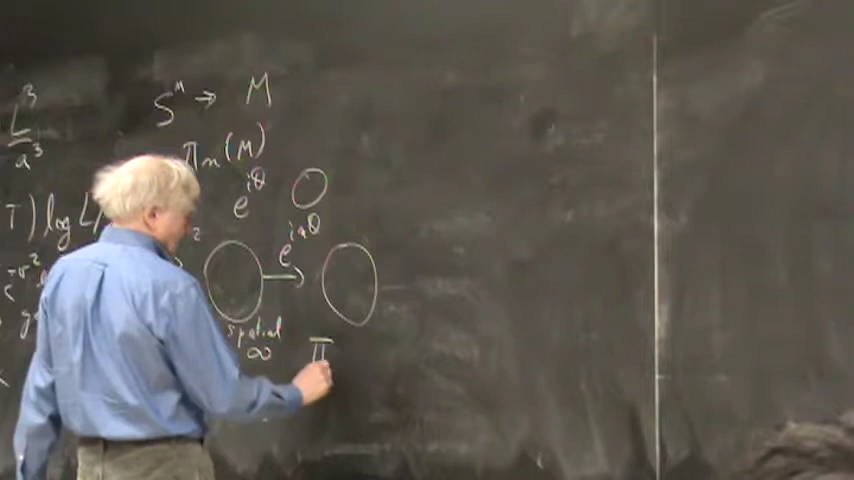 L³
a³
Sⁿ → M
πn(M)
e^{iθ}
T) log L/
e^{inθ}
spatial
∞
π